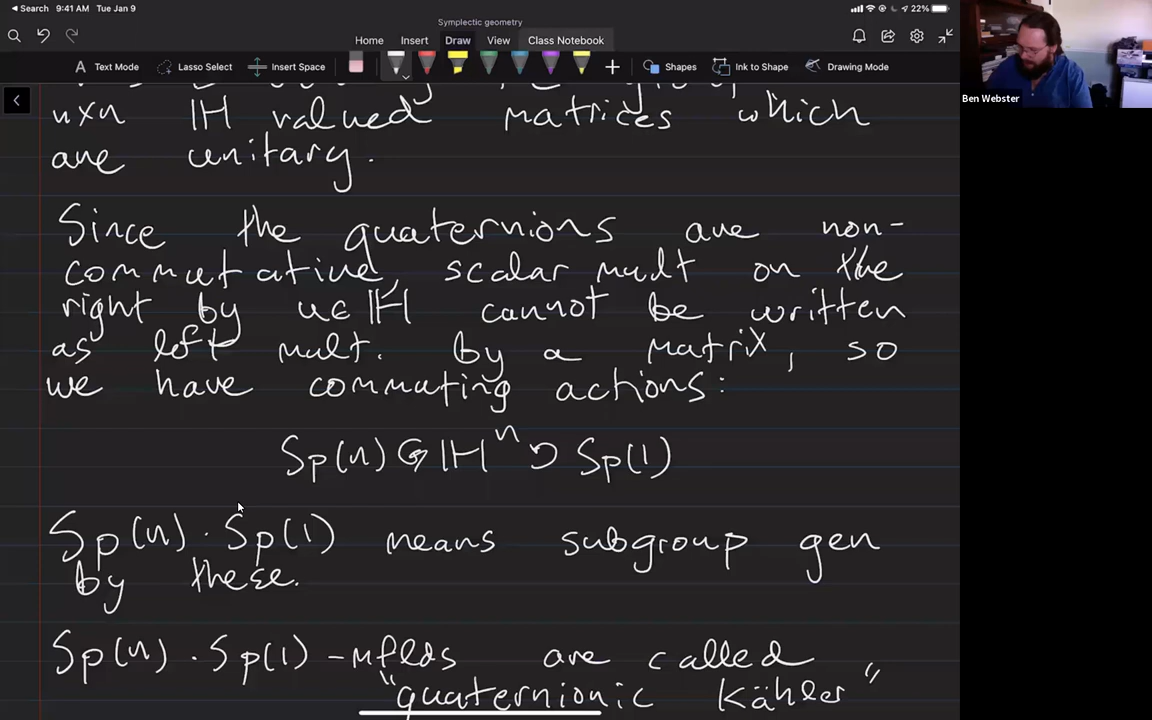 Search 9:41 AM Tue Jan 9
22%
Symplectic geometry
Home Insert Draw View Class Notebook
Text Mode Lasso Select Insert Space Shapes Ink to Shape Drawing Mode
Ben Webster
nxn ℍ valued matrices which
are unitary.
Since the quaternions are non-
commutative, scalar mult on the
right by u∈ℍ cannot be written
as left mult. by a matrix, so
we have commuting actions:
Sp(n) ↻ ℍⁿ ↺ Sp(1)
Sp(n) · Sp(1) means subgroup gen
by these.
Sp(n) · Sp(1) - mflds are called
"quaternionic Kähler"